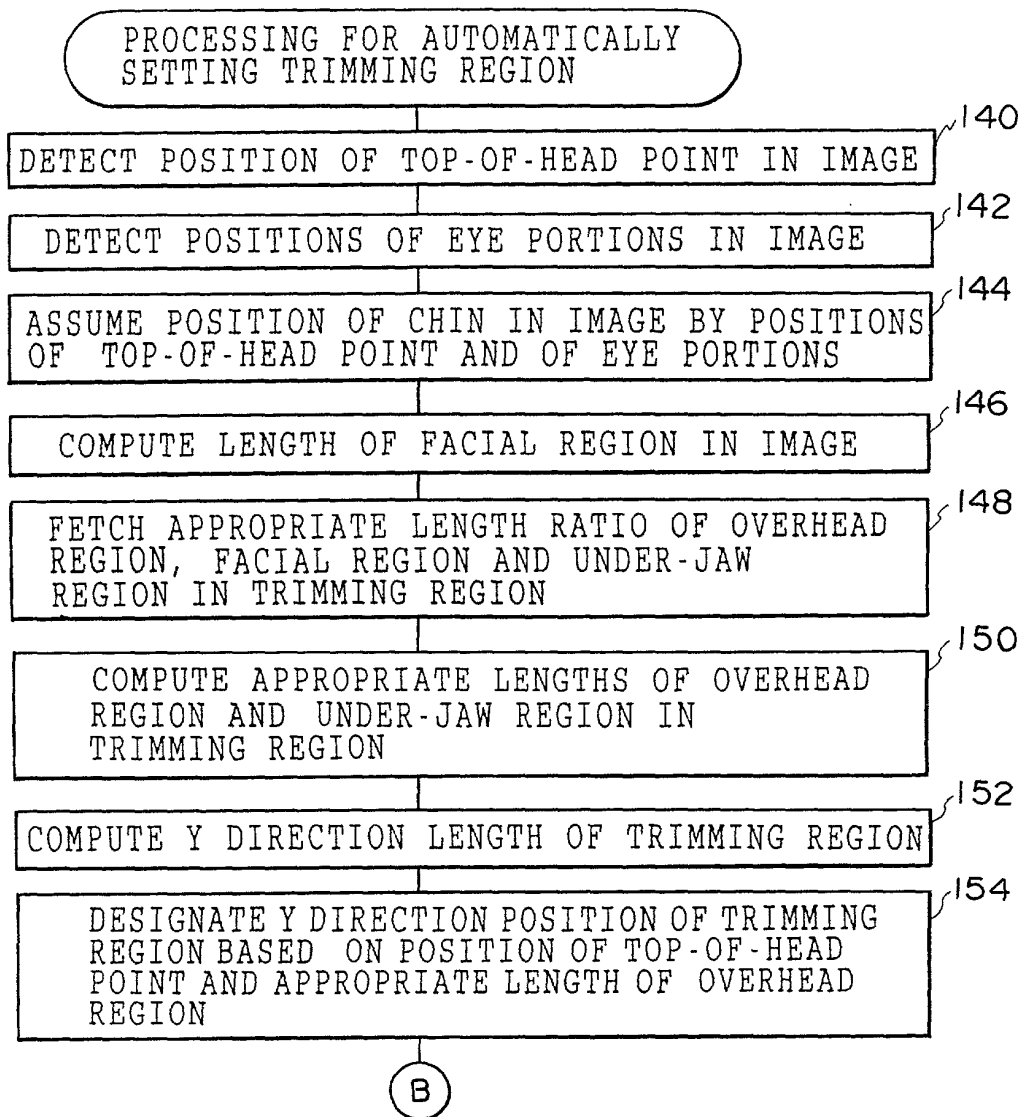 PROCESSING FOR AUTOMATICALLY
SETTING TRIMMING REGION
140
DETECT POSITION OF TOP-OF-HEAD POINT IN IMAGE
142
DETECT POSITIONS OF EYE PORTIONS IN IMAGE
144
ASSUME POSITION OF CHIN IN IMAGE BY POSITIONS
OF TOP-OF-HEAD POINT AND OF EYE PORTIONS
146
COMPUTE LENGTH OF FACIAL REGION IN IMAGE
148
FETCH APPROPRIATE LENGTH RATIO OF OVERHEAD
REGION, FACIAL REGION AND UNDER-JAW
REGION IN TRIMMING REGION
150
COMPUTE APPROPRIATE LENGTHS OF OVERHEAD
REGION AND UNDER-JAW REGION IN
TRIMMING REGION
152
COMPUTE Y DIRECTION LENGTH OF TRIMMING REGION
154
DESIGNATE Y DIRECTION POSITION OF TRIMMING
REGION BASED ON POSITION OF TOP-OF-HEAD
POINT AND APPROPRIATE LENGTH OF OVERHEAD
REGION
B